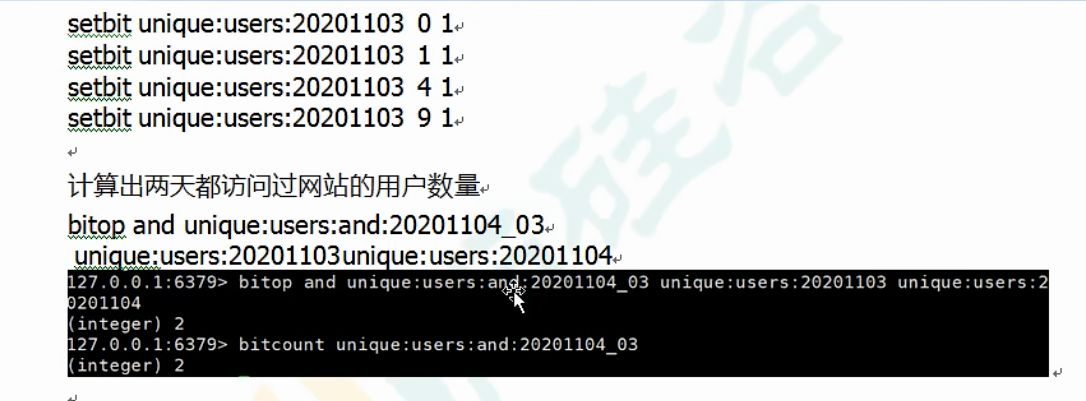 setbit unique:users:20201103 0 1
setbit unique:users:20201103 1 1
setbit unique:users:20201103 4 1
setbit unique:users:20201103 9 1
计算出两天都访问过网站的用户数量
bitop and unique:users:and:20201104_03
unique:users:20201103unique:users:20201104
127.0.0.1:6379> bitop and unique:users:and:20201104_03 unique:users:20201103 unique:users:2
0201104
(integer) 2
127.0.0.1:6379> bitcount unique:users:and:20201104_03
(integer) 2
硅谷